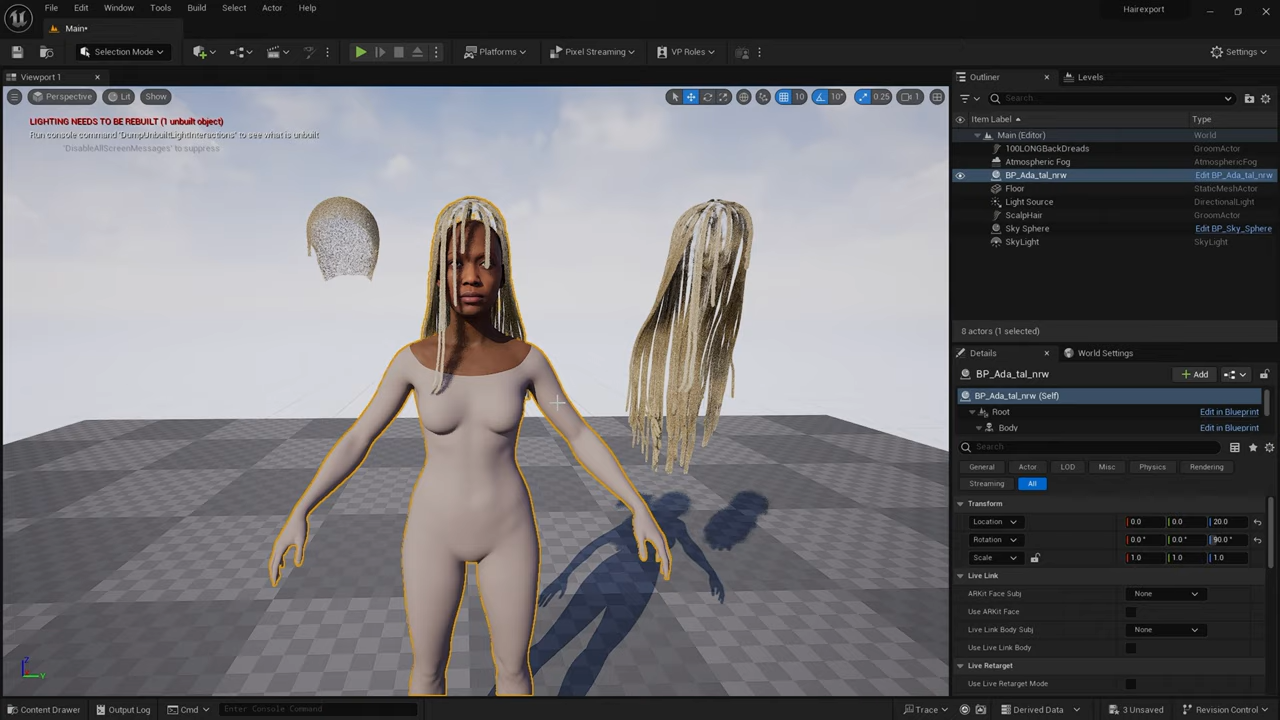 File Edit Window Tools Build Select Actor Help
Hairexport
Main*
Selection Mode
Platforms
Pixel Streaming
VP Roles
Settings
Viewport 1
Outliner
Levels
Perspective
Lit
Show
10
10°
0.25
1
Search...
LIGHTING NEEDS TO BE REBUILT (1 unbuilt object)
Run console command 'DumpUnbuiltLightInteractions' to see what is unbuilt
'DisableAllScreenMessages' to suppress
Item Label
Type
Main (Editor) World
100LONGBackDreads GroomActor
Atmospheric Fog AtmosphericFog
BP_Ada_tal_nrw Edit BP_Ada_tal_nrw
Floor StaticMeshActor
Light Source DirectionalLight
ScalpHair GroomActor
Sky Sphere Edit BP_Sky_Sphere
SkyLight SkyLight
8 actors (1 selected)
Details
World Settings
BP_Ada_tal_nrw
Add
BP_Ada_tal_nrw (Self)
Root Edit in Blueprint
Body Edit in Blueprint
Search
General Actor LOD Misc Physics Rendering
Streaming All
Transform
Location 0.0 0.0 20.0
Rotation 0.0° 0.0° 90.0°
Scale 1.0 1.0 1.0
Live Link
ARKit Face Subj None
Use ARKit Face
Live Link Body Subj None
Use Live Link Body
Live Retarget
Use Live Retarget Mode
Z
Y
Content Drawer
Output Log
Cmd
Enter Console Command
Trace
Derived Data
3 Unsaved
Revision Control